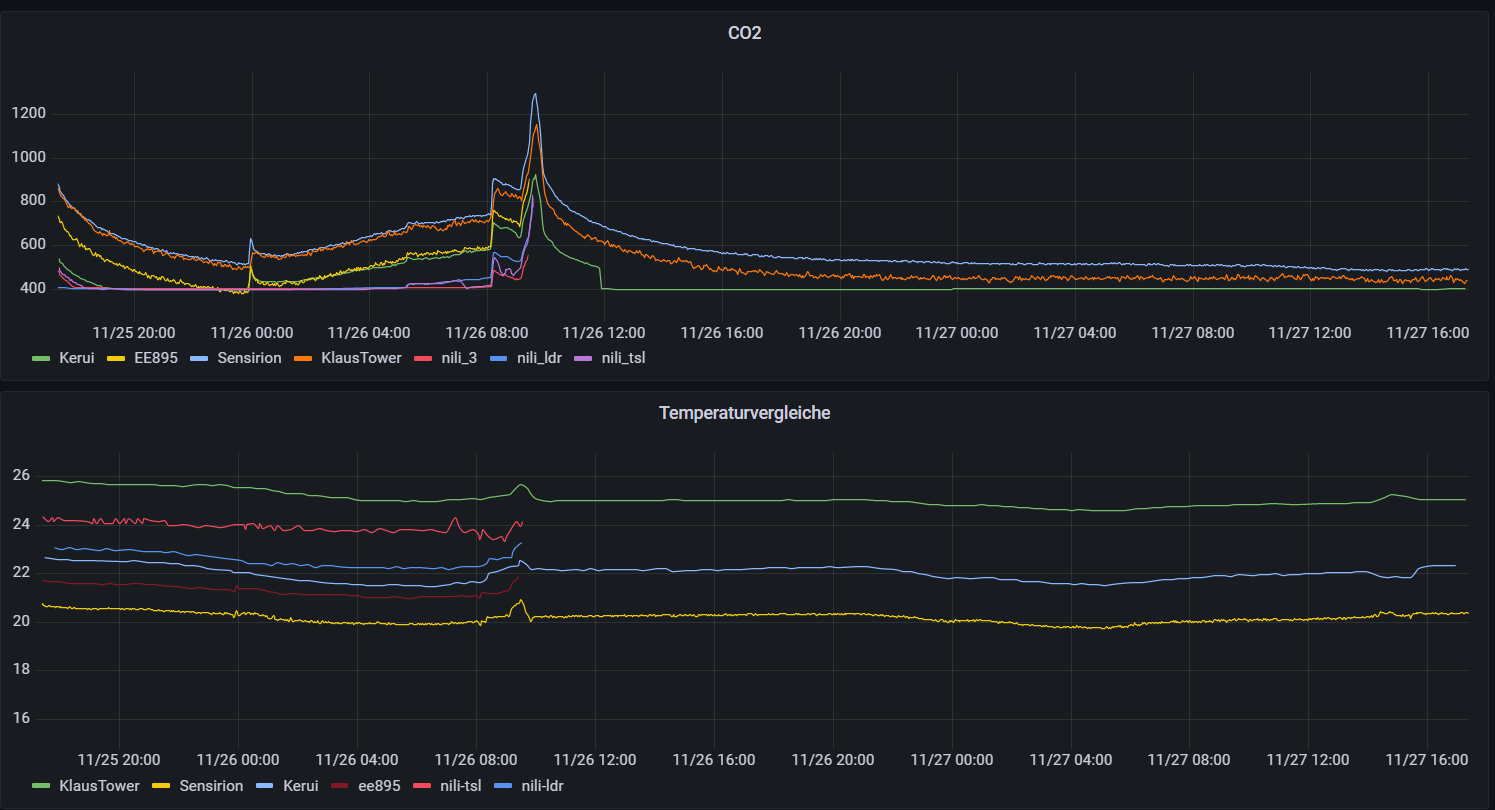 CO2
1200
1000
800
600
400
11/25 20:00 11/26 00:00 11/26 04:00 11/26 08:00 11/26 12:00 11/26 16:00 11/26 20:00 11/27 00:00 11/27 04:00 11/27 08:00 11/27 12:00 11/27 16:00
Kerui EE895 Sensirion KlausTower nili_3 nili_ldr nili_tsl
Temperaturvergleiche
26
24
22
20
18
16
11/25 20:00 11/26 00:00 11/26 04:00 11/26 08:00 11/26 12:00 11/26 16:00 11/26 20:00 11/27 00:00 11/27 04:00 11/27 08:00 11/27 12:00 11/27 16:00
KlausTower Sensirion Kerui ee895 nili-tsl nili-ldr